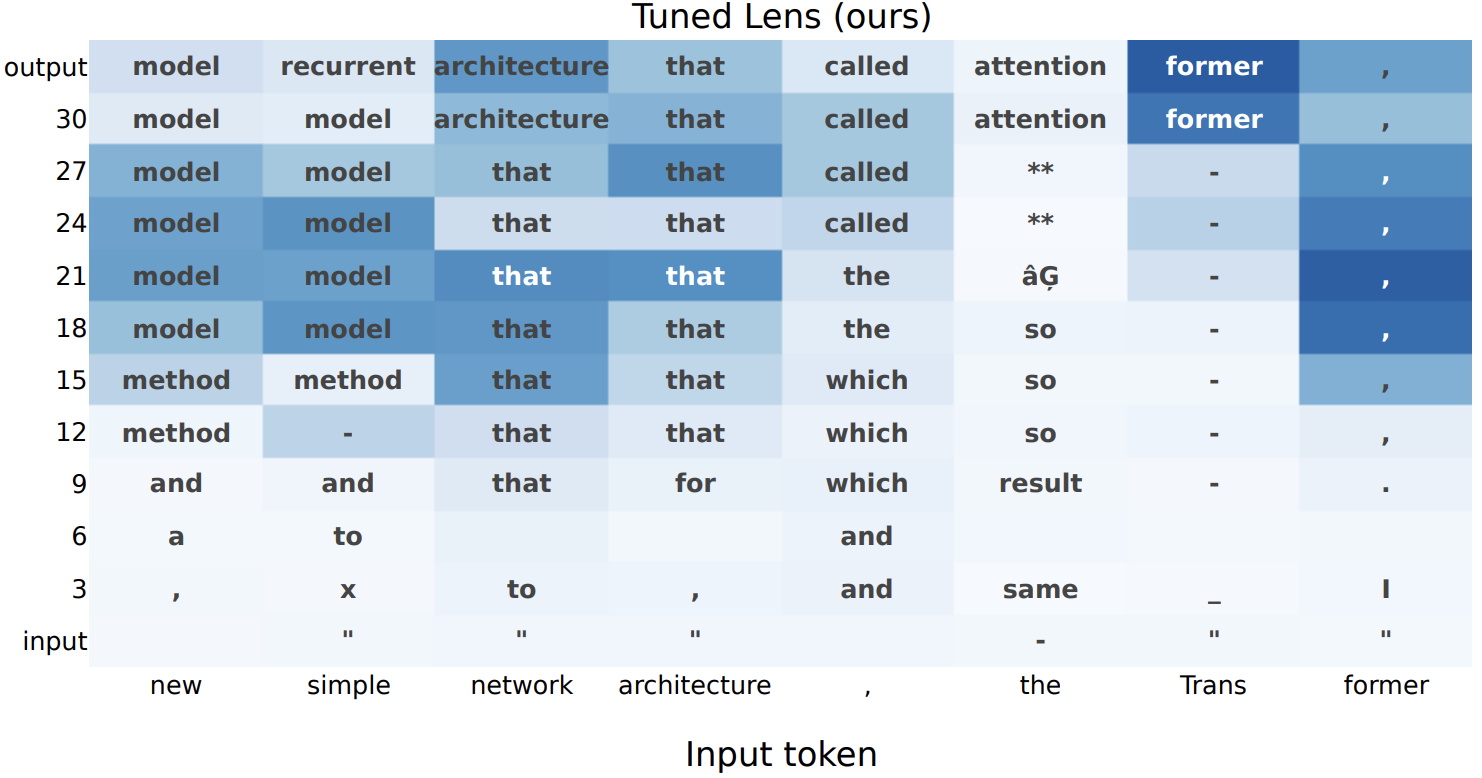 Tuned Lens (ours)
output model recurrent architecture that called attention former ,
30 model model architecture that called attention former ,
27 model model that that called ** - ,
24 model model that that called ** - ,
21 model model that that the âĢ - ,
18 model model that that the so - ,
15 method method that that which so - ,
12 method - that that which so - ,
9 and and that for which result - .
6 a to and
3 , x to , and same _ I
input " " " - " "
new simple network architecture , the Trans former
Input token